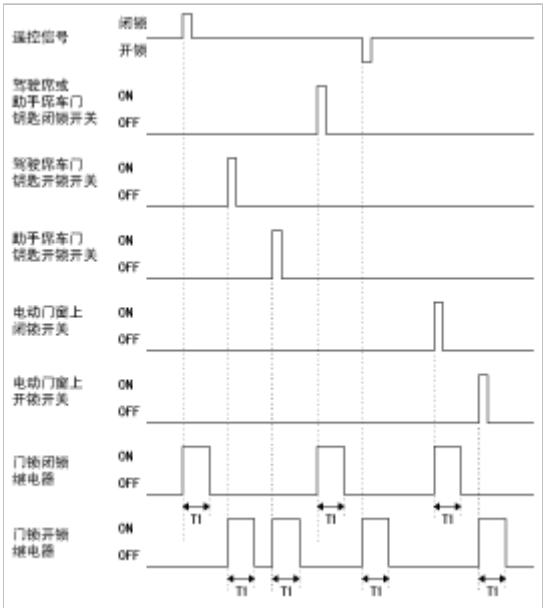 闭锁
遥控信号
开锁
驾驶席或
助手席车门
钥匙闭锁开关
ON
OFF
驾驶席车门
钥匙开锁开关
ON
OFF
助手席车门
钥匙开锁开关
ON
OFF
电动门窗上
闭锁开关
ON
OFF
电动门窗上
开锁开关
ON
OFF
门锁闭锁
继电器
ON
OFF
T1
T1
T1
门锁开锁
继电器
ON
OFF
T1
T1
T1
T1